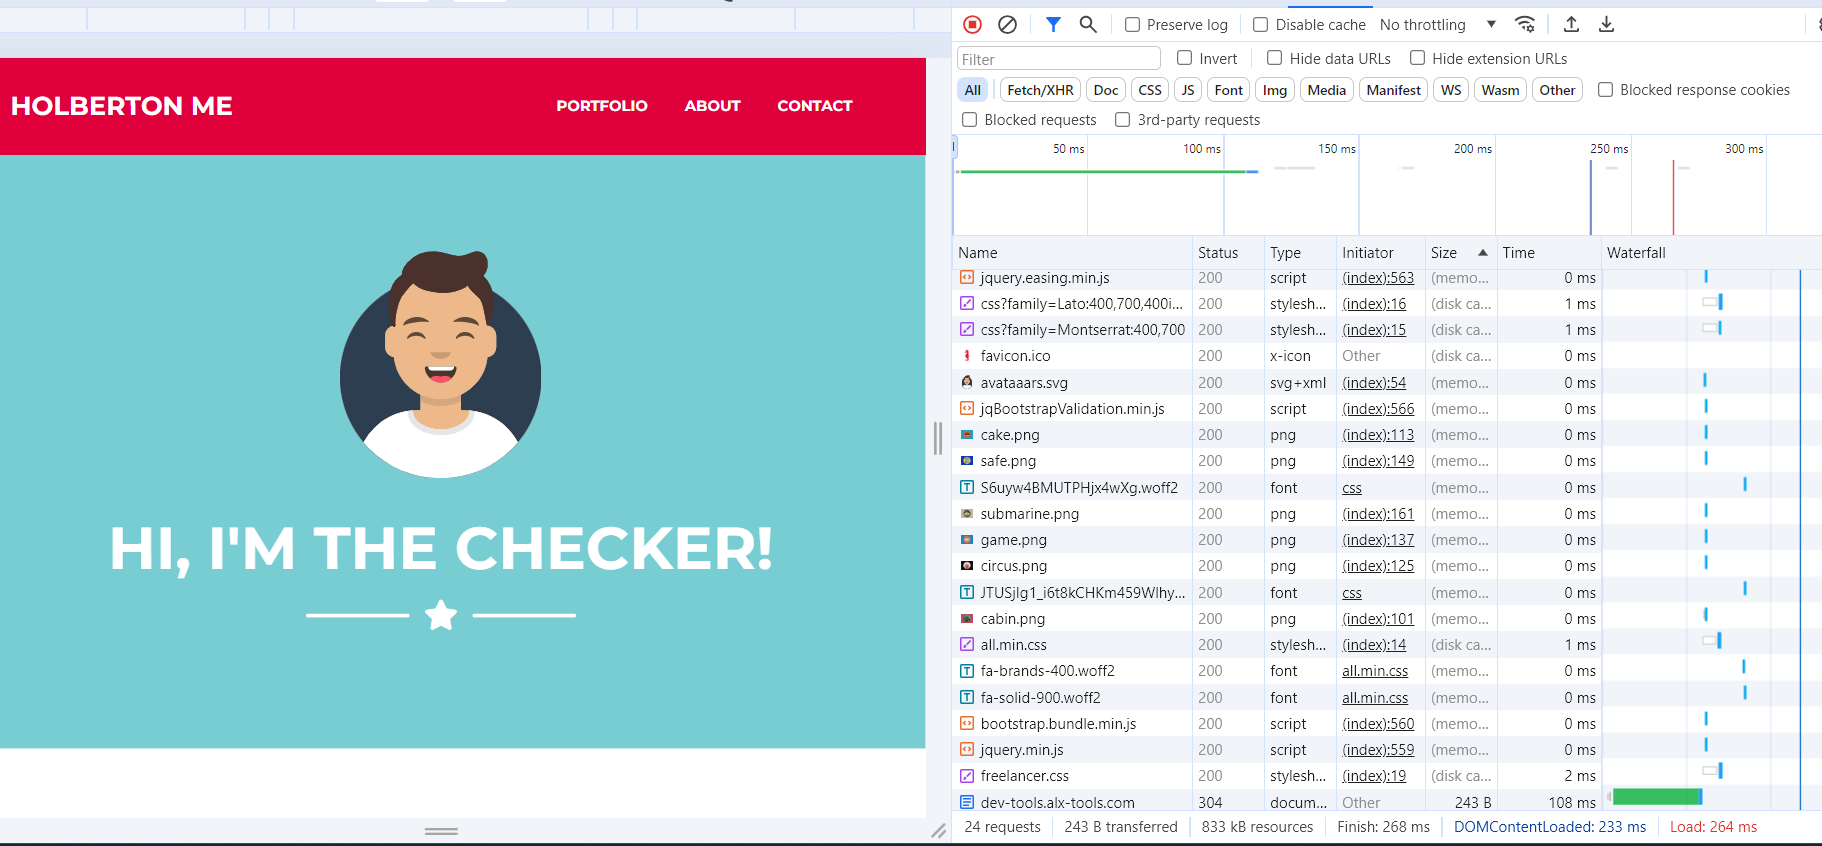 HOLBERTON ME
PORTFOLIO ABOUT CONTACT
HI, I'M THE CHECKER!
Preserve log Disable cache No throttling
Filter Invert Hide data URLs Hide extension URLs
All Fetch/XHR Doc CSS JS Font Img Media Manifest WS Wasm Other Blocked response cookies
Blocked requests 3rd-party requests
50 ms 100 ms 150 ms 200 ms 250 ms 300 ms
Name Status Type Initiator Size Time Waterfall
jquery.easing.min.js 200 script (index):563 (memo... 0 ms
css?family=Lato:400,700,400i... 200 stylesh... (index):16 (disk ca... 1 ms
css?family=Montserrat:400,700 200 stylesh... (index):15 (disk ca... 1 ms
favicon.ico 200 x-icon Other (disk ca... 0 ms
avataaars.svg 200 svg+xml (index):54 (memo... 0 ms
jqBootstrapValidation.min.js 200 script (index):566 (memo... 0 ms
cake.png 200 png (index):113 (memo... 0 ms
safe.png 200 png (index):149 (memo... 0 ms
S6uyw4BMUTPHjx4wXg.woff2 200 font css (memo... 0 ms
submarine.png 200 png (index):161 (memo... 0 ms
game.png 200 png (index):137 (memo... 0 ms
circus.png 200 png (index):125 (memo... 0 ms
JTUSjIg1_i6t8kCHKm459Wlhy... 200 font css (memo... 0 ms
cabin.png 200 png (index):101 (memo... 0 ms
all.min.css 200 stylesh... (index):14 (disk ca... 1 ms
fa-brands-400.woff2 200 font all.min.css (memo... 0 ms
fa-solid-900.woff2 200 font all.min.css (memo... 0 ms
bootstrap.bundle.min.js 200 script (index):560 (memo... 0 ms
jquery.min.js 200 script (index):559 (memo... 0 ms
freelancer.css 200 stylesh... (index):19 (disk ca... 2 ms
dev-tools.alx-tools.com 304 docum... Other 243 B 108 ms
24 requests 243 B transferred 833 kB resources Finish: 268 ms DOMContentLoaded: 233 ms Load: 264 ms